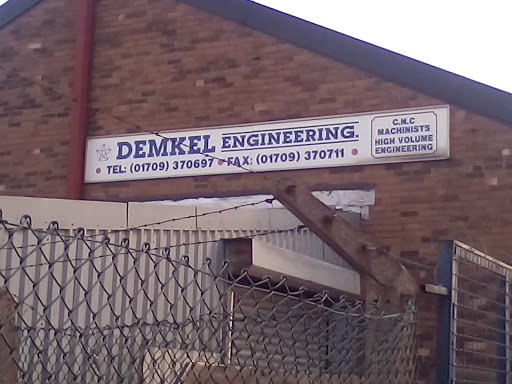 DEMKEL ENGINEERING.
• TEL: (01709) 370697 • FAX: (01709) 370711 •
C.N.C
MACHINISTS
HIGH VOLUME
ENGINEERING